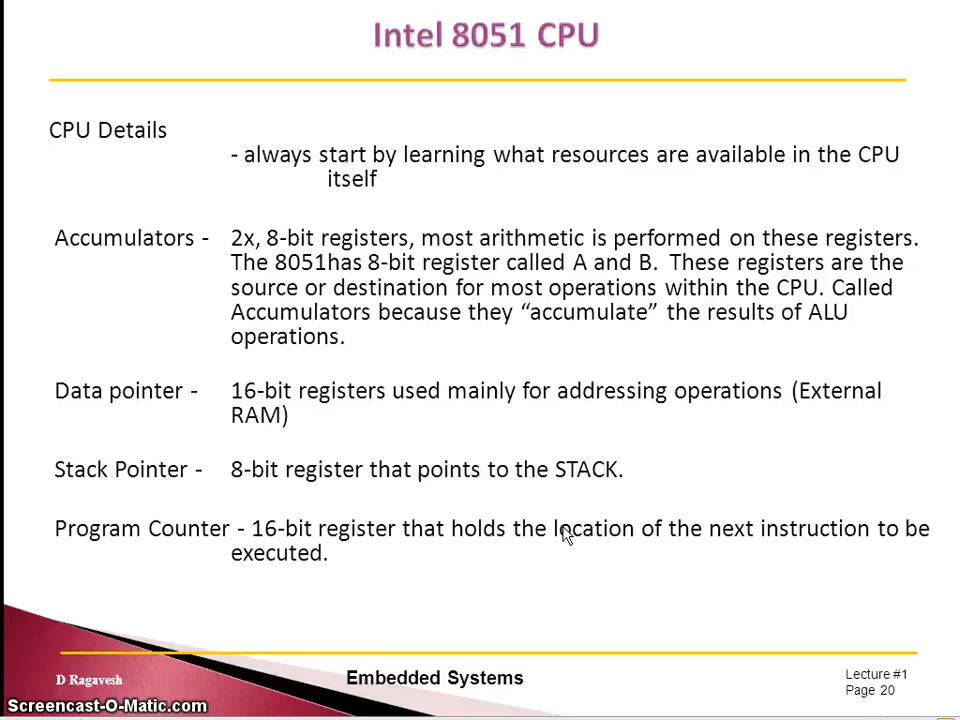 Intel 8051 CPU
CPU Details
- always start by learning what resources are available in the CPU
itself
Accumulators - 2x, 8-bit registers, most arithmetic is performed on these registers.
The 8051has 8-bit register called A and B. These registers are the
source or destination for most operations within the CPU. Called
Accumulators because they “accumulate” the results of ALU
operations.
Data pointer - 16-bit registers used mainly for addressing operations (External
RAM)
Stack Pointer - 8-bit register that points to the STACK.
Program Counter - 16-bit register that holds the location of the next instruction to be
executed.
D Ragavesh
Embedded Systems
Lecture #1
Page 20
Screencast-O-Matic.com